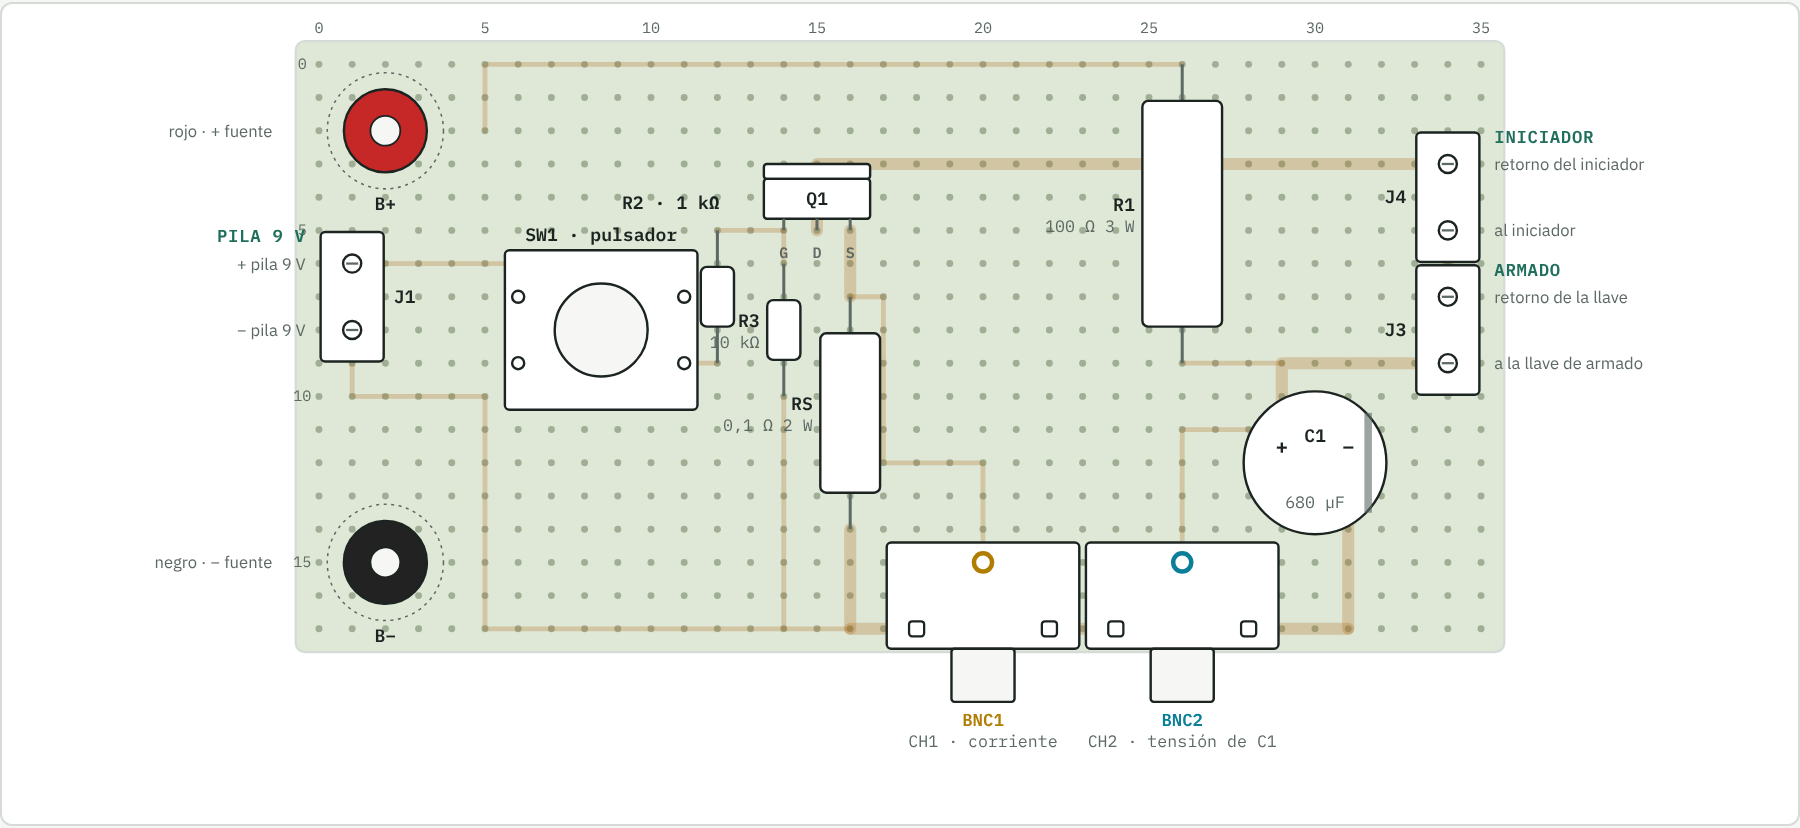 0 5 10 15 20 25 30 35
0
rojo · + fuente
B+
INICIADOR
retorno del iniciador
J4
al iniciador
R2 · 1 kΩ
Q1
R1
100 Ω 3 W
5
PILA 9 V
+ pila 9 V
J1
− pila 9 V
SW1 · pulsador
G D S
ARMADO
retorno de la llave
J3
a la llave de armado
R3
10 kΩ
10
RS
0,1 Ω 2 W
C1
+ −
680 µF
15
negro · − fuente
B−
BNC1
CH1 · corriente
BNC2
CH2 · tensión de C1